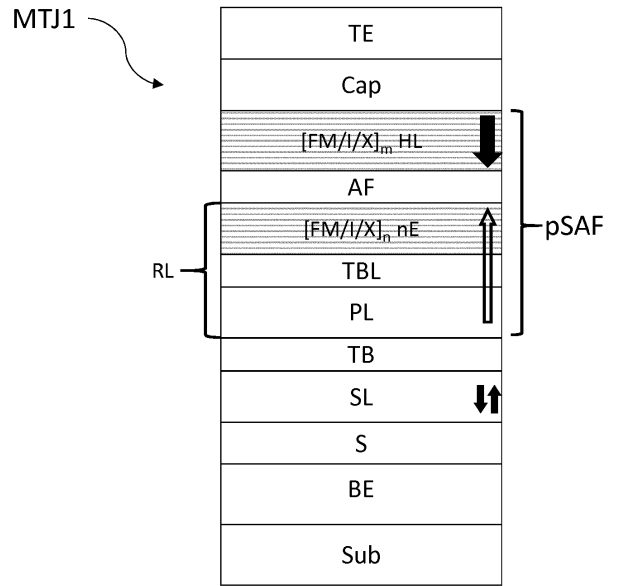 MTJ1
TE
Cap
[FM/I/X]m HL
AF
[FM/I/X]n nE
pSAF
RL
TBL
PL
TB
SL
S
BE
Sub